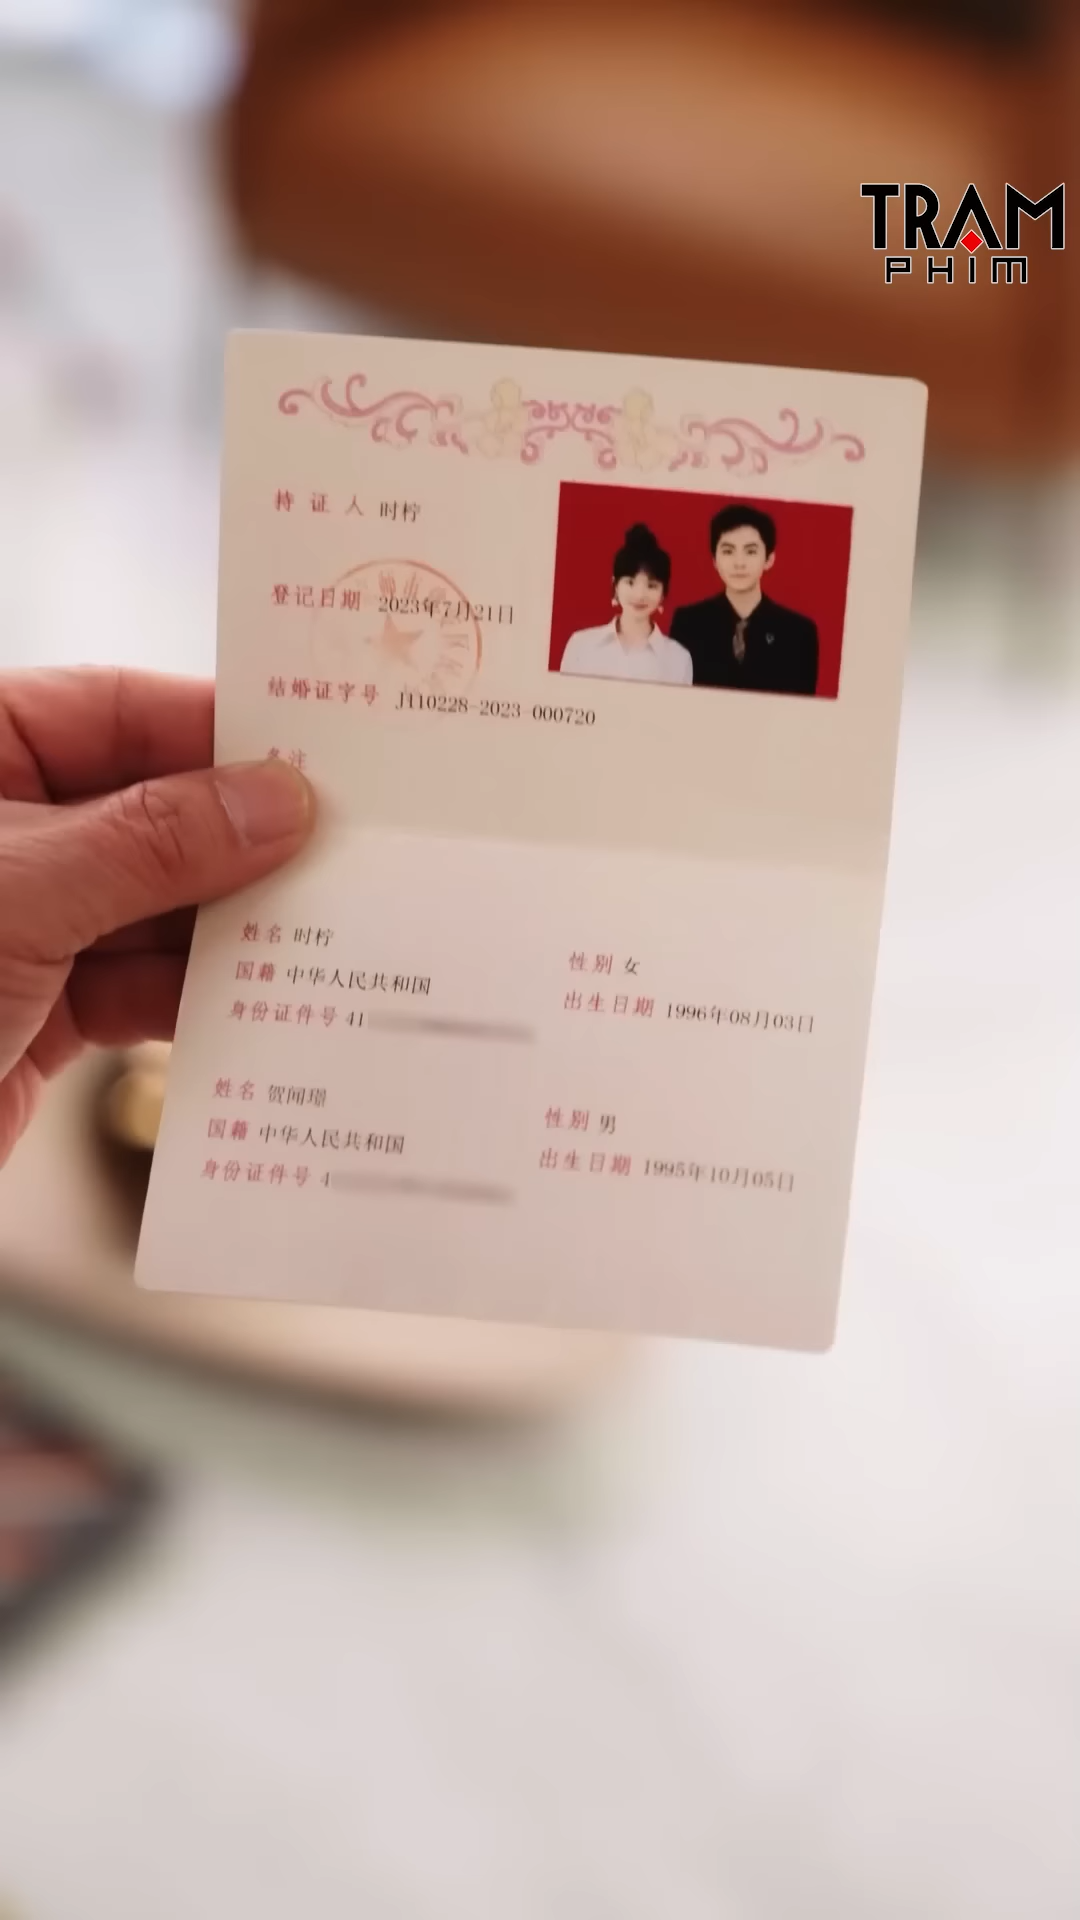 TRAM
PHIM
持证人 时柠
登记日期 2023年7月21日
结婚证字号 J110228-2023-000720
备注
姓名 时柠
性别 女
国籍 中华人民共和国
出生日期 1996年08月03日
身份证件号 41
姓名 贺闻璟
性别 男
国籍 中华人民共和国
出生日期 1995年10月05日
身份证件号 4